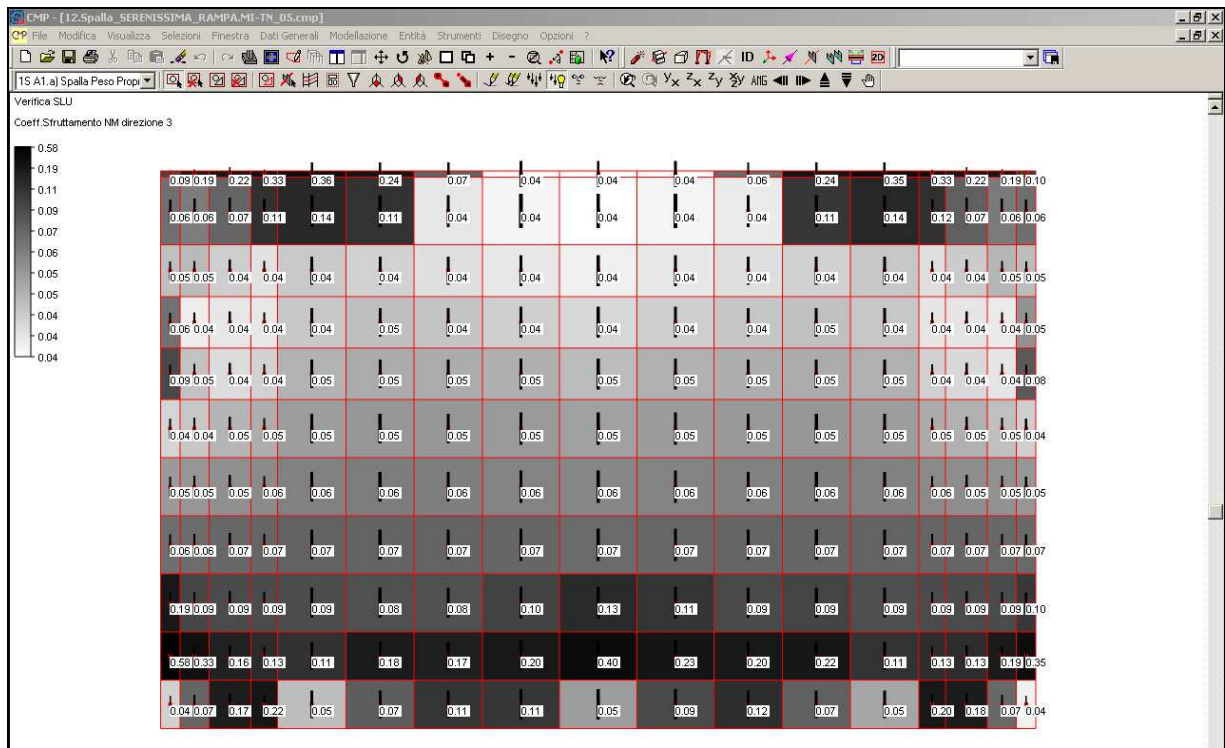 CMP - [12.Spalla_SERENISSIMA_RAMPA.MI-TN_05.cmp]
CMP File Modifica Visualizza Selezioni Finestra Dati Generali Modellazione Entità Strumenti Disegno Opzioni ?
ID 2D
1S A1.a) Spalla Peso Propr
Verifica SLU
Coeff.Sfruttamento NM direzione 3
0.58
0.19
0.11
0.09
0.07
0.06
0.05
0.05
0.04
0.04
0.04
0.09 0.19 0.22 0.33 0.36 0.24 0.07 0.04 0.04 0.04 0.06 0.24 0.35 0.33 0.22 0.19 0.10
0.06 0.06 0.07 0.11 0.14 0.11 0.04 0.04 0.04 0.04 0.04 0.11 0.14 0.12 0.07 0.06 0.06
0.05 0.05 0.04 0.04 0.04 0.04 0.04 0.04 0.04 0.04 0.04 0.04 0.04 0.04 0.04 0.05 0.05
0.06 0.04 0.04 0.04 0.04 0.05 0.04 0.04 0.04 0.04 0.04 0.05 0.04 0.04 0.04 0.04 0.05
0.09 0.05 0.04 0.04 0.05 0.05 0.05 0.05 0.05 0.05 0.05 0.05 0.05 0.04 0.04 0.04 0.08
0.04 0.04 0.05 0.05 0.05 0.05 0.05 0.05 0.05 0.05 0.05 0.05 0.05 0.05 0.05 0.05 0.04
0.05 0.05 0.05 0.06 0.06 0.06 0.06 0.06 0.06 0.06 0.06 0.06 0.06 0.06 0.05 0.05 0.05
0.06 0.06 0.07 0.07 0.07 0.07 0.07 0.07 0.07 0.07 0.07 0.07 0.07 0.07 0.07 0.07 0.07
0.19 0.09 0.09 0.09 0.09 0.08 0.08 0.10 0.13 0.11 0.09 0.09 0.09 0.09 0.09 0.09 0.10
0.58 0.33 0.16 0.13 0.11 0.18 0.17 0.20 0.40 0.23 0.20 0.22 0.11 0.13 0.13 0.19 0.35
0.04 0.07 0.17 0.22 0.05 0.07 0.11 0.11 0.05 0.09 0.12 0.07 0.05 0.20 0.18 0.07 0.04